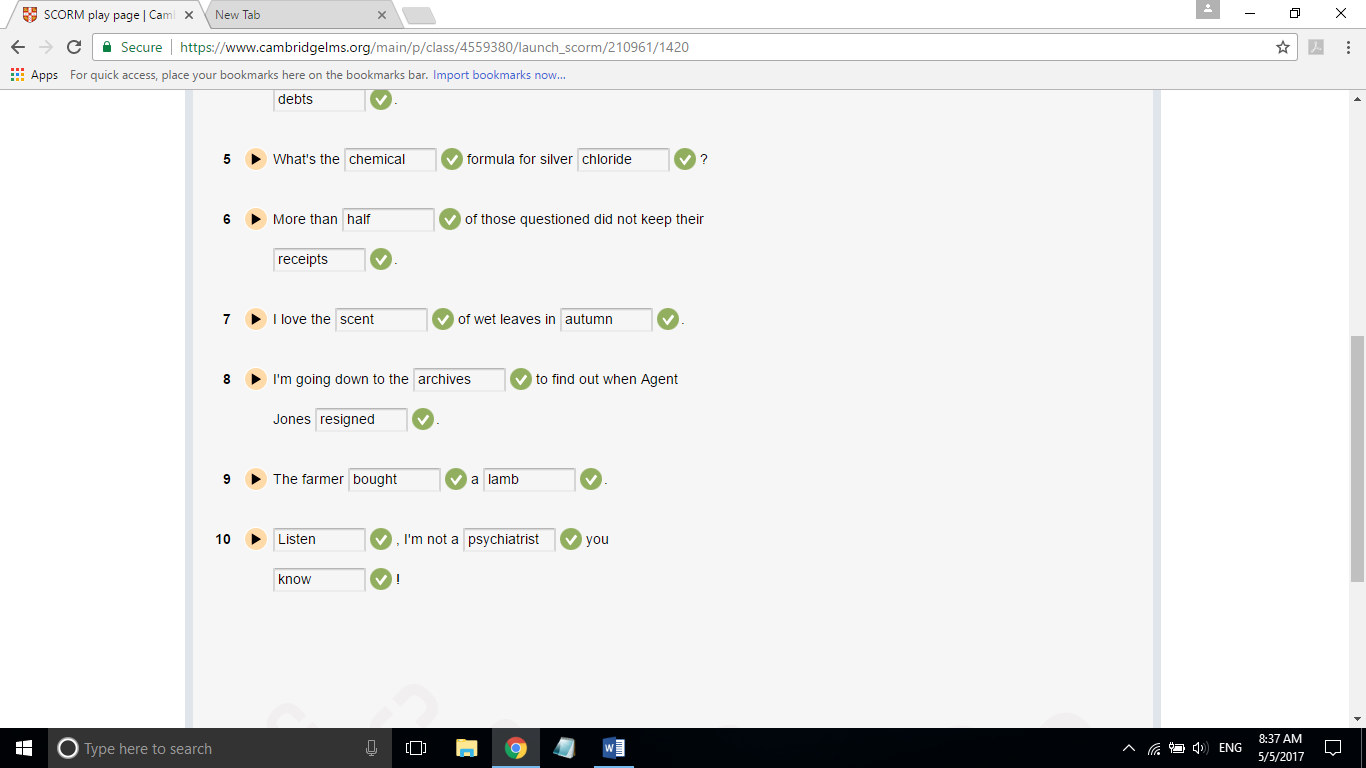 SCORM play page | Cam
New Tab
Secure https://www.cambridgelms.org/main/p/class/4559380/launch_scorm/210961/1420
Apps For quick access, place your bookmarks here on the bookmarks bar. Import bookmarks now...
debts .
5 What's the chemical formula for silver chloride ?
6 More than half of those questioned did not keep their
receipts .
7 I love the scent of wet leaves in autumn .
8 I'm going down to the archives to find out when Agent
Jones resigned .
9 The farmer bought a lamb .
10 Listen , I'm not a psychiatrist you
know !
Type here to search
ENG
8:37 AM
5/5/2017